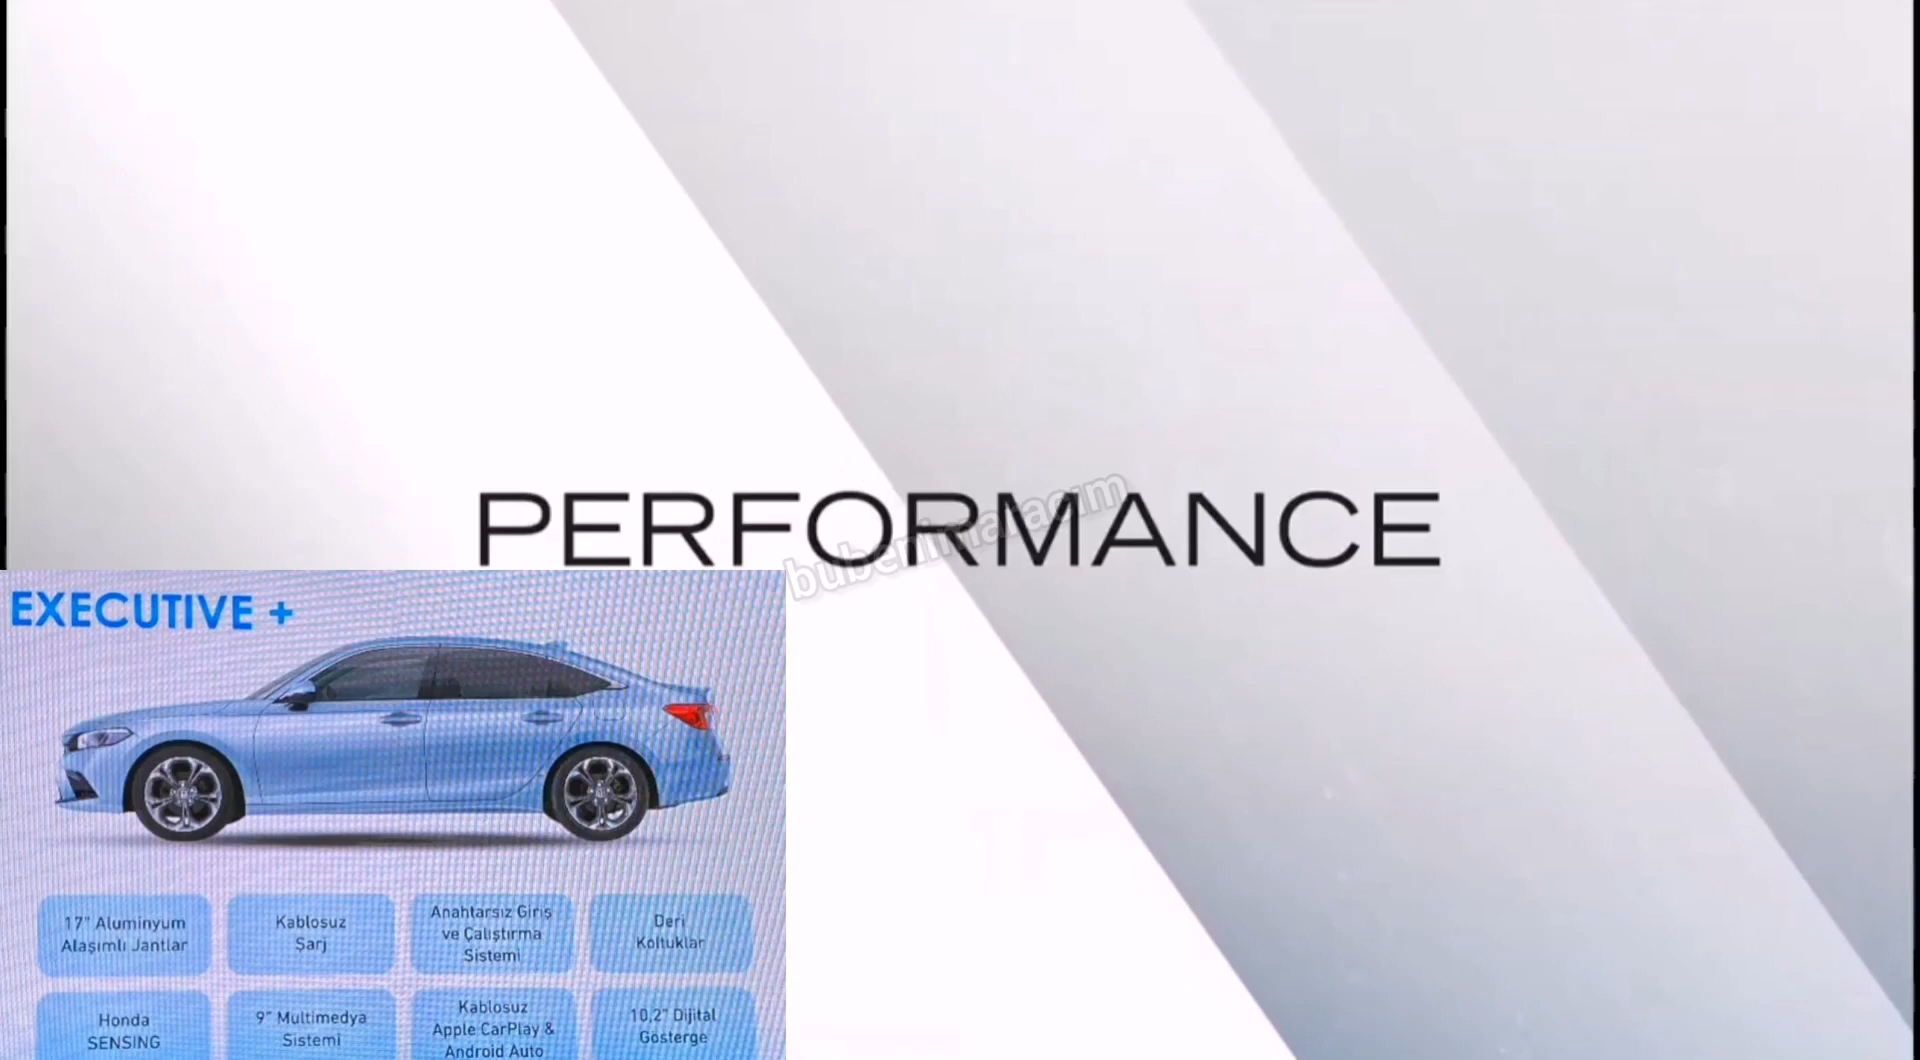 PERFORMANCE
bubenimaracım
EXECUTIVE +
17" Aluminyum
Alaşımlı Jantlar
Kablosuz
Şarj
Anahtarsız Giriş
ve Çalıştırma
Sistemi
Deri
Koltuklar
Honda
SENSING
9" Multimedya
Sistemi
Kablosuz
Apple CarPlay &
Android Auto
10,2" Dijital
Gösterge